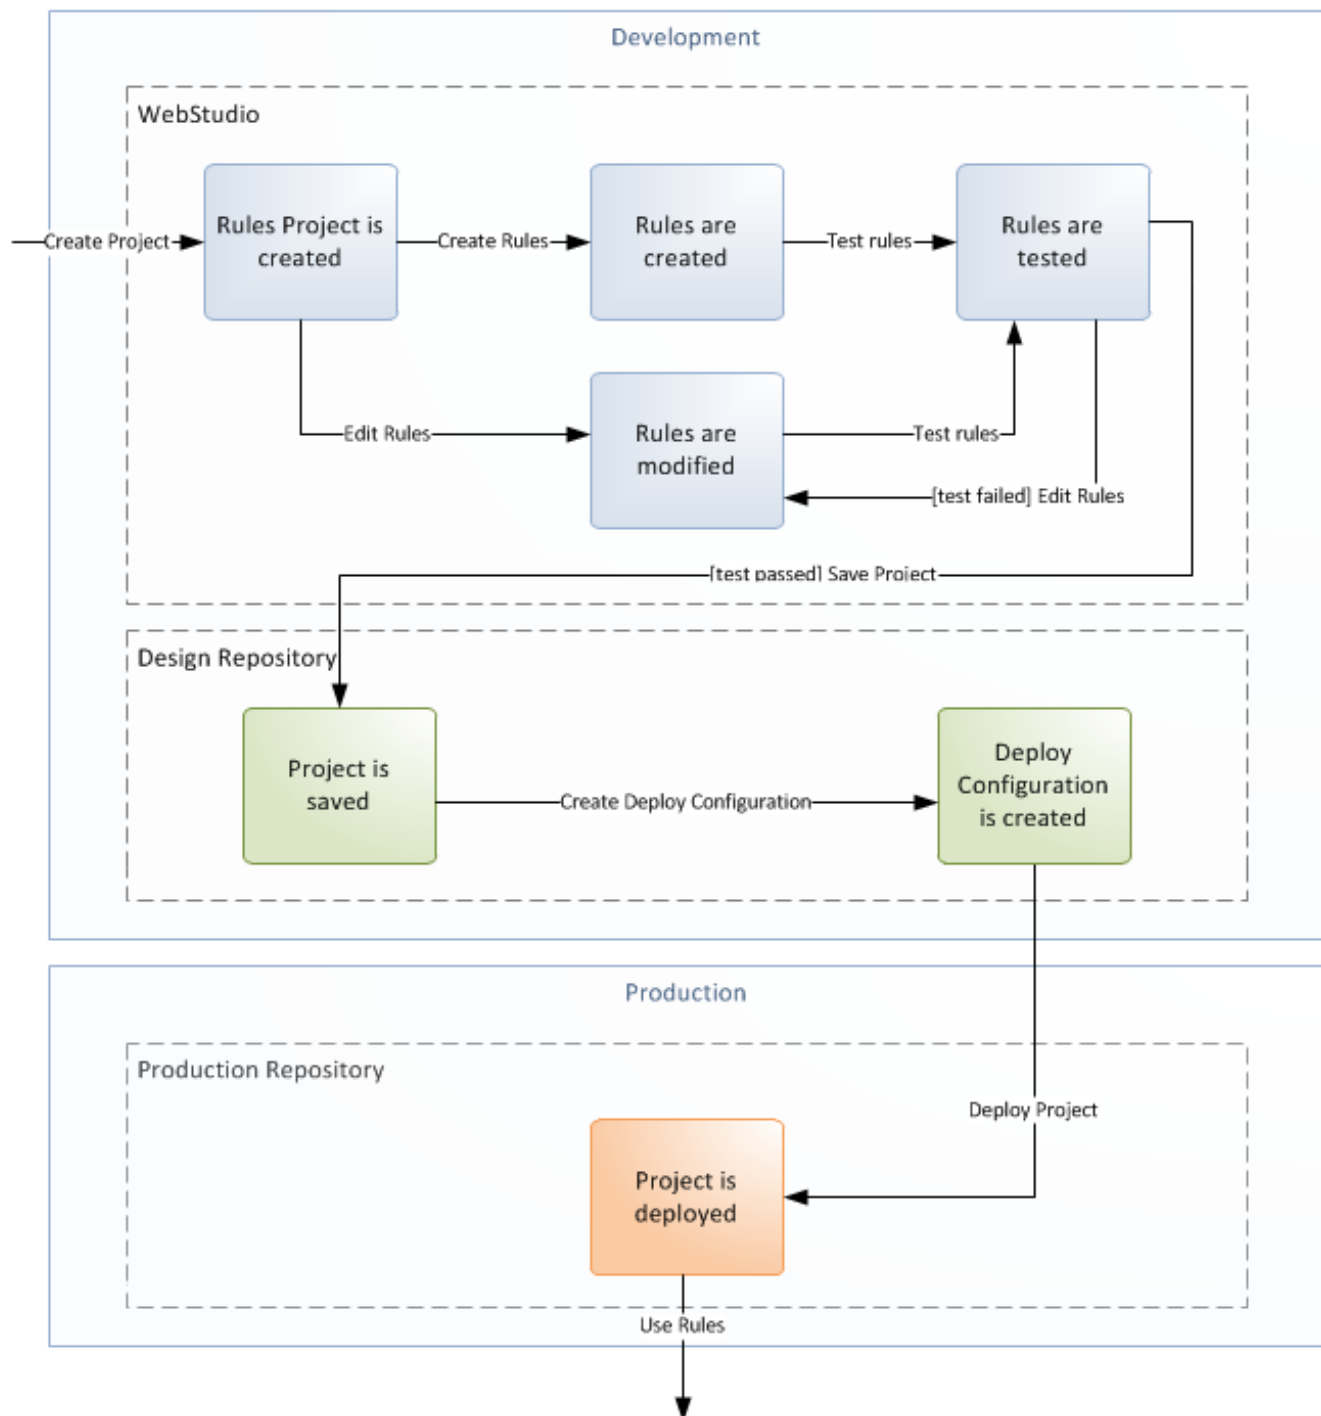 Development
WebStudio
Create Project
Rules Project is
created
Create Rules
Rules are
created
Test rules
Rules are
tested
Edit Rules
Rules are
modified
Test rules
[test failed] Edit Rules
[test passed] Save Project
Design Repository
Project is
saved
Create Deploy Configuration
Deploy
Configuration
is created
Production
Production Repository
Deploy Project
Project is
deployed
Use Rules